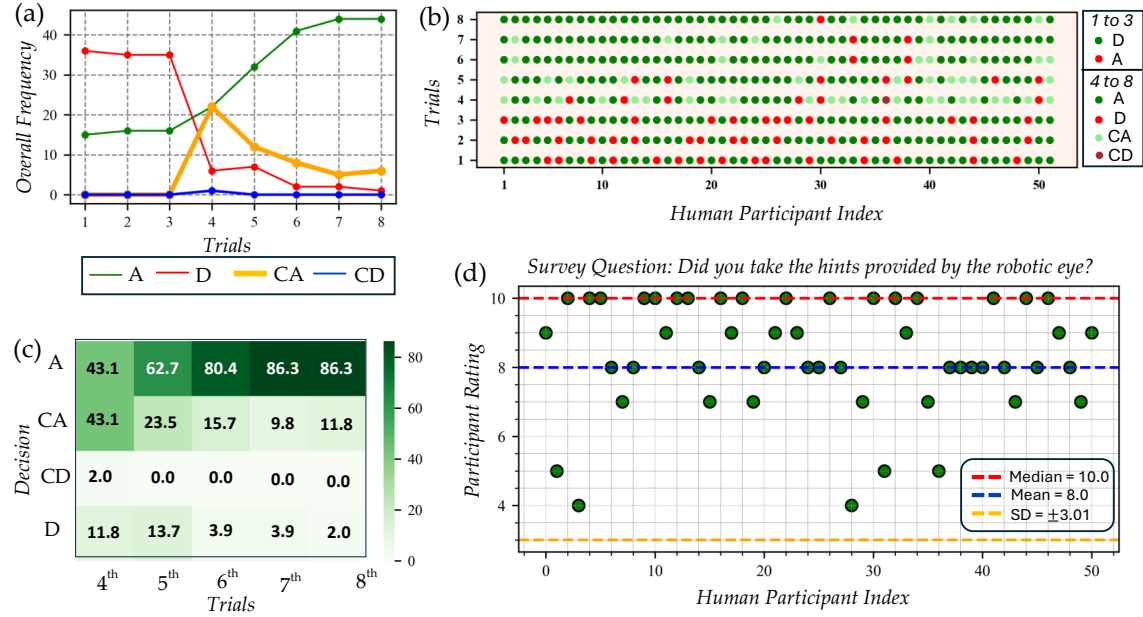 (a)
Overall Frequency
40
30
20
10
0
1 2 3 4 5 6 7 8
Trials
A D CA CD
(b)
Trials
8
7
6
5
4
3
2
1
1 10 20 30 40 50
Human Participant Index
1 to 3
D
A
4 to 8
A
D
CA
CD
(c)
Decision
A 43.1 62.7 80.4 86.3 86.3
CA 43.1 23.5 15.7 9.8 11.8
CD 2.0 0.0 0.0 0.0 0.0
D 11.8 13.7 3.9 3.9 2.0
4th 5th 6th 7th 8th
Trials
80
60
40
20
0
(d)
Survey Question: Did you take the hints provided by the robotic eye?
Participant Rating
10
8
6
4
0 10 20 30 40 50
Human Participant Index
Median = 10.0
Mean = 8.0
SD = ±3.01